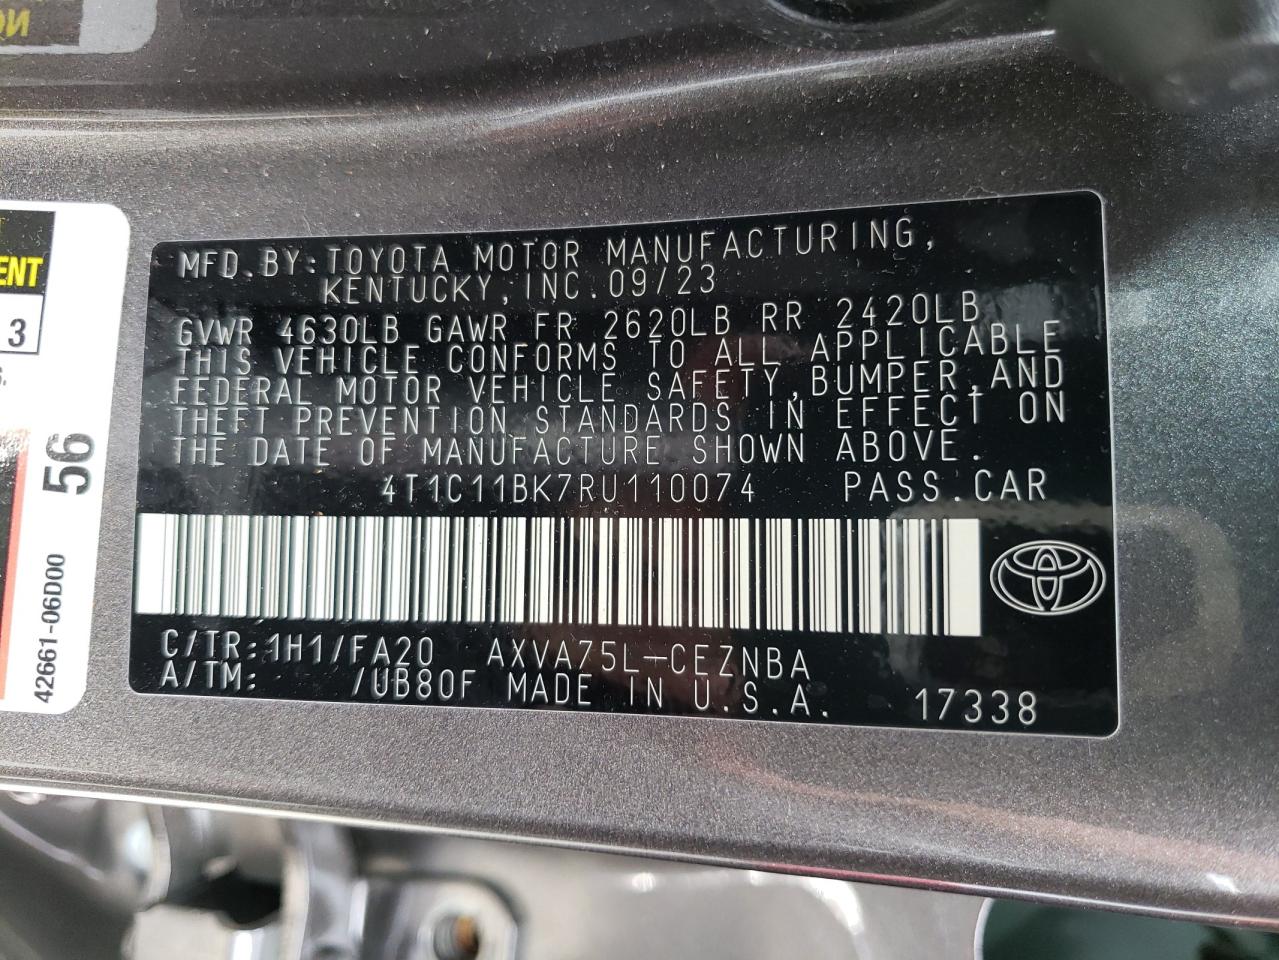 MFD.BY:TOYOTA MOTOR MANUFACTURING,
KENTUCKY,INC.09/23
GVWR 4630LB GAWR FR 2620LB RR 2420LB
THIS VEHICLE CONFORMS TO ALL APPLICABLE
FEDERAL MOTOR VEHICLE SAFETY,BUMPER,AND
THEFT PREVENTION STANDARDS IN EFFECT ON
THE DATE OF MANUFACTURE SHOWN ABOVE.
4T1C11BK7RU110074 PASS.CAR
C/TR:1H1/FA20 AXVA75L-CEZNBA
A/TM: /UB80F MADE IN U.S.A. 17338
3
56
42661-06D00